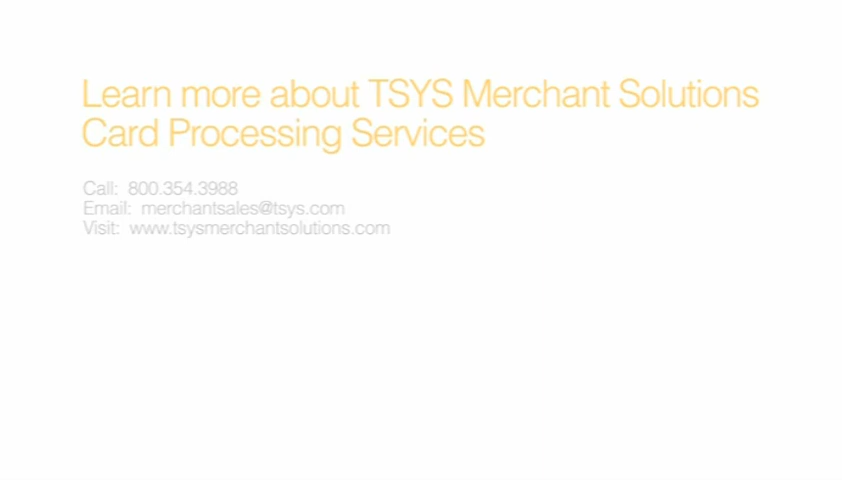 Learn more about TSYS Merchant Solutions
Card Processing Services
Call: 800.354.3988
Email: merchantsales@tsys.com
Visit: www.tsysmerchantsolutions.com